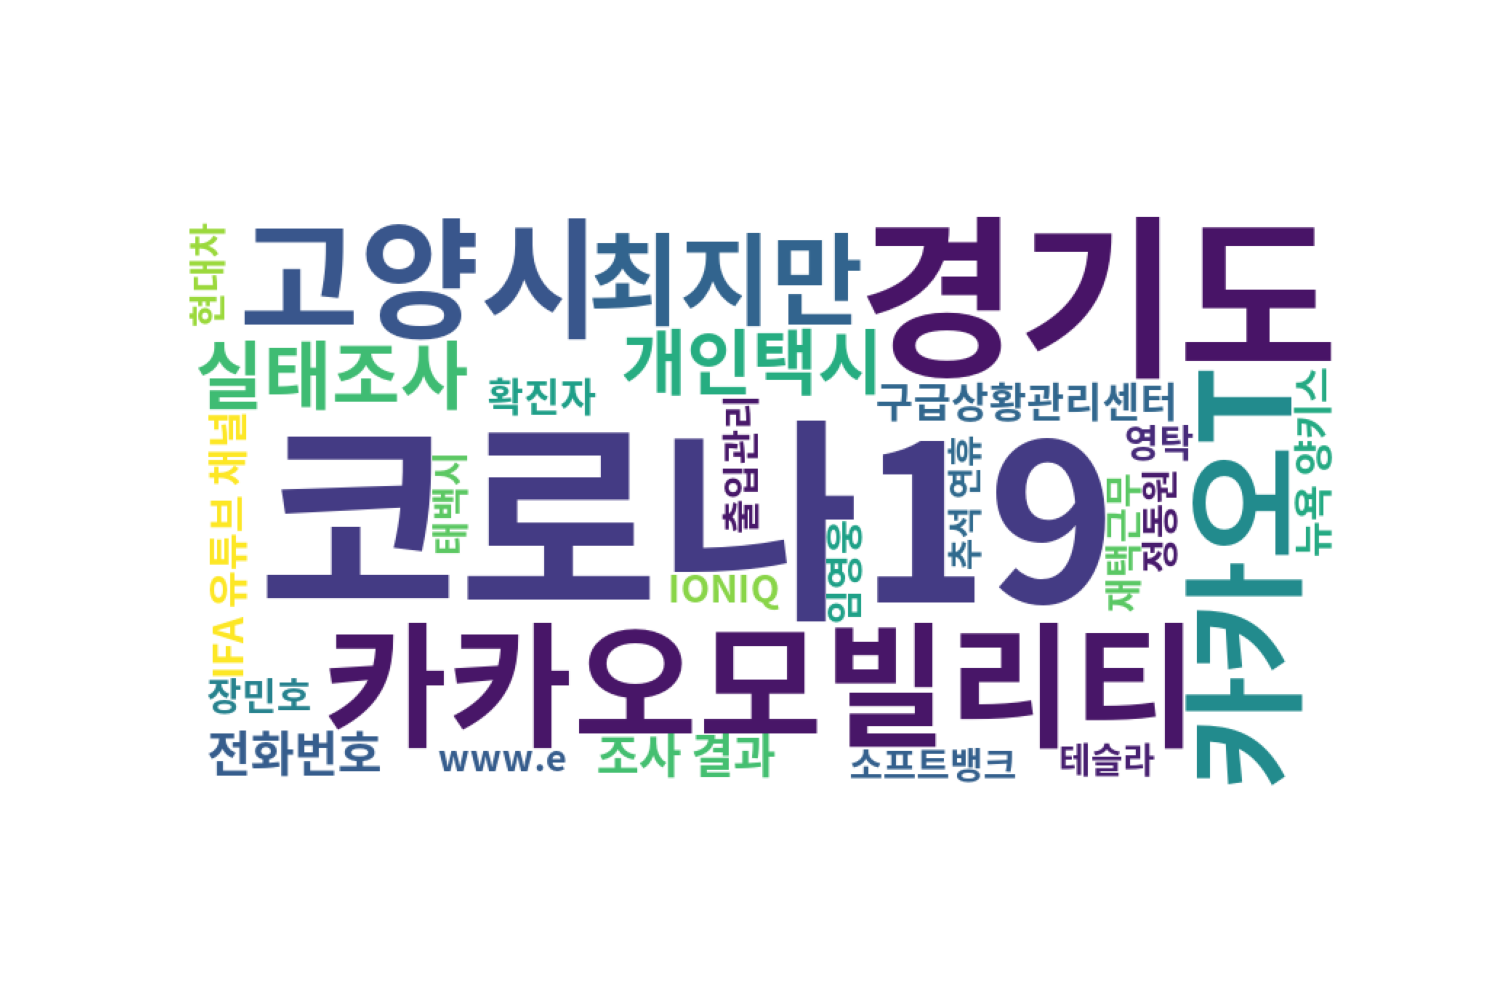 현대차
고양시
최지만
경기도
실태조사
개인택시
확진자
구급상황관리센터
IFA 유튜브 채널
코로나19
태백시
출입관리
추석 연휴
영탁
정동원
재택근무
카카오T
뉴욕 양키스
IONIQ
임영웅
장민호
카카오모빌리티
전화번호
www.e
조사 결과
소프트뱅크
테슬라